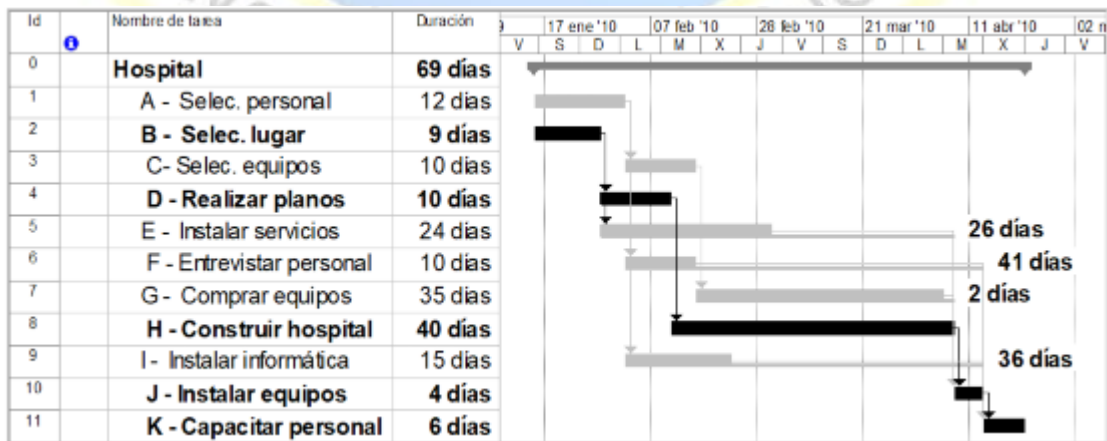 Id Nombre de tarea Duración 9 17 ene '10 07 feb '10 28 feb '10 21 mar '10 11 abr '10 02 m
V S D L M X J V S D L M X J V
0 Hospital 69 días
1 A - Selec. personal 12 días
2 B - Selec. lugar 9 días
3 C- Selec. equipos 10 días
4 D - Realizar planos 10 días
5 E - Instalar servicios 24 días 26 días
6 F - Entrevistar personal 10 días 41 días
7 G - Comprar equipos 35 días 2 días
8 H - Construir hospital 40 días
9 I - Instalar informática 15 días 36 días
10 J - Instalar equipos 4 días
11 K - Capacitar personal 6 días